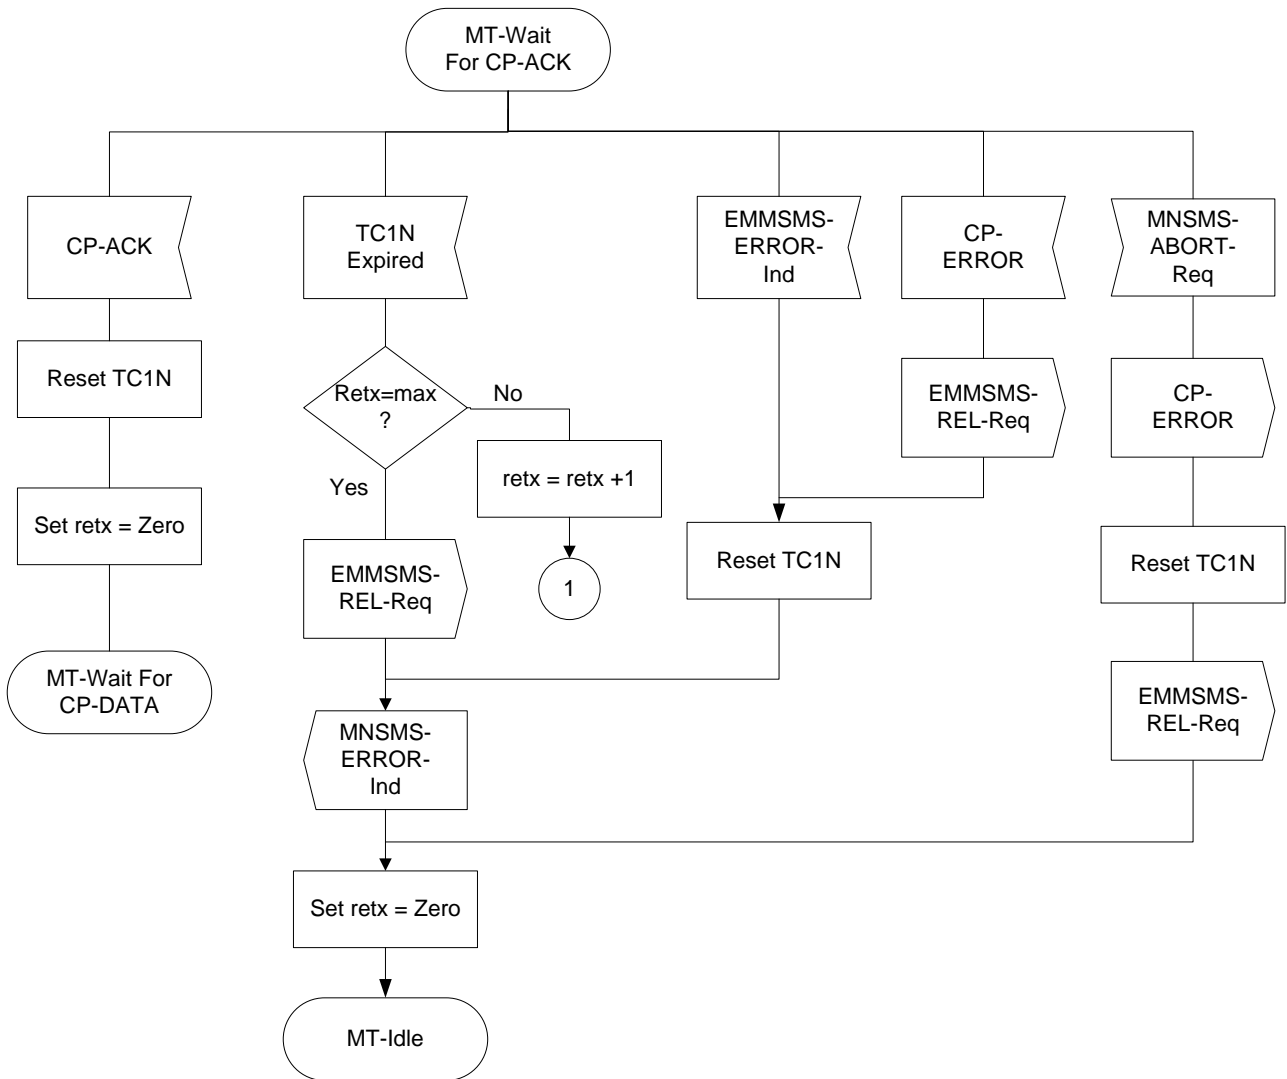 MT-Wait
For CP-ACK
CP-ACK
TC1N
Expired
EMMSMS-
ERROR-
Ind
CP-
ERROR
MNSMS-
ABORT-
Req
Reset TC1N
Retx=max
?
No
Yes
retx = retx +1
EMMSMS-
REL-Req
CP-
ERROR
Set retx = Zero
EMMSMS-
REL-Req
1
Reset TC1N
Reset TC1N
MT-Wait For
CP-DATA
MNSMS-
ERROR-
Ind
EMMSMS-
REL-Req
Set retx = Zero
MT-Idle